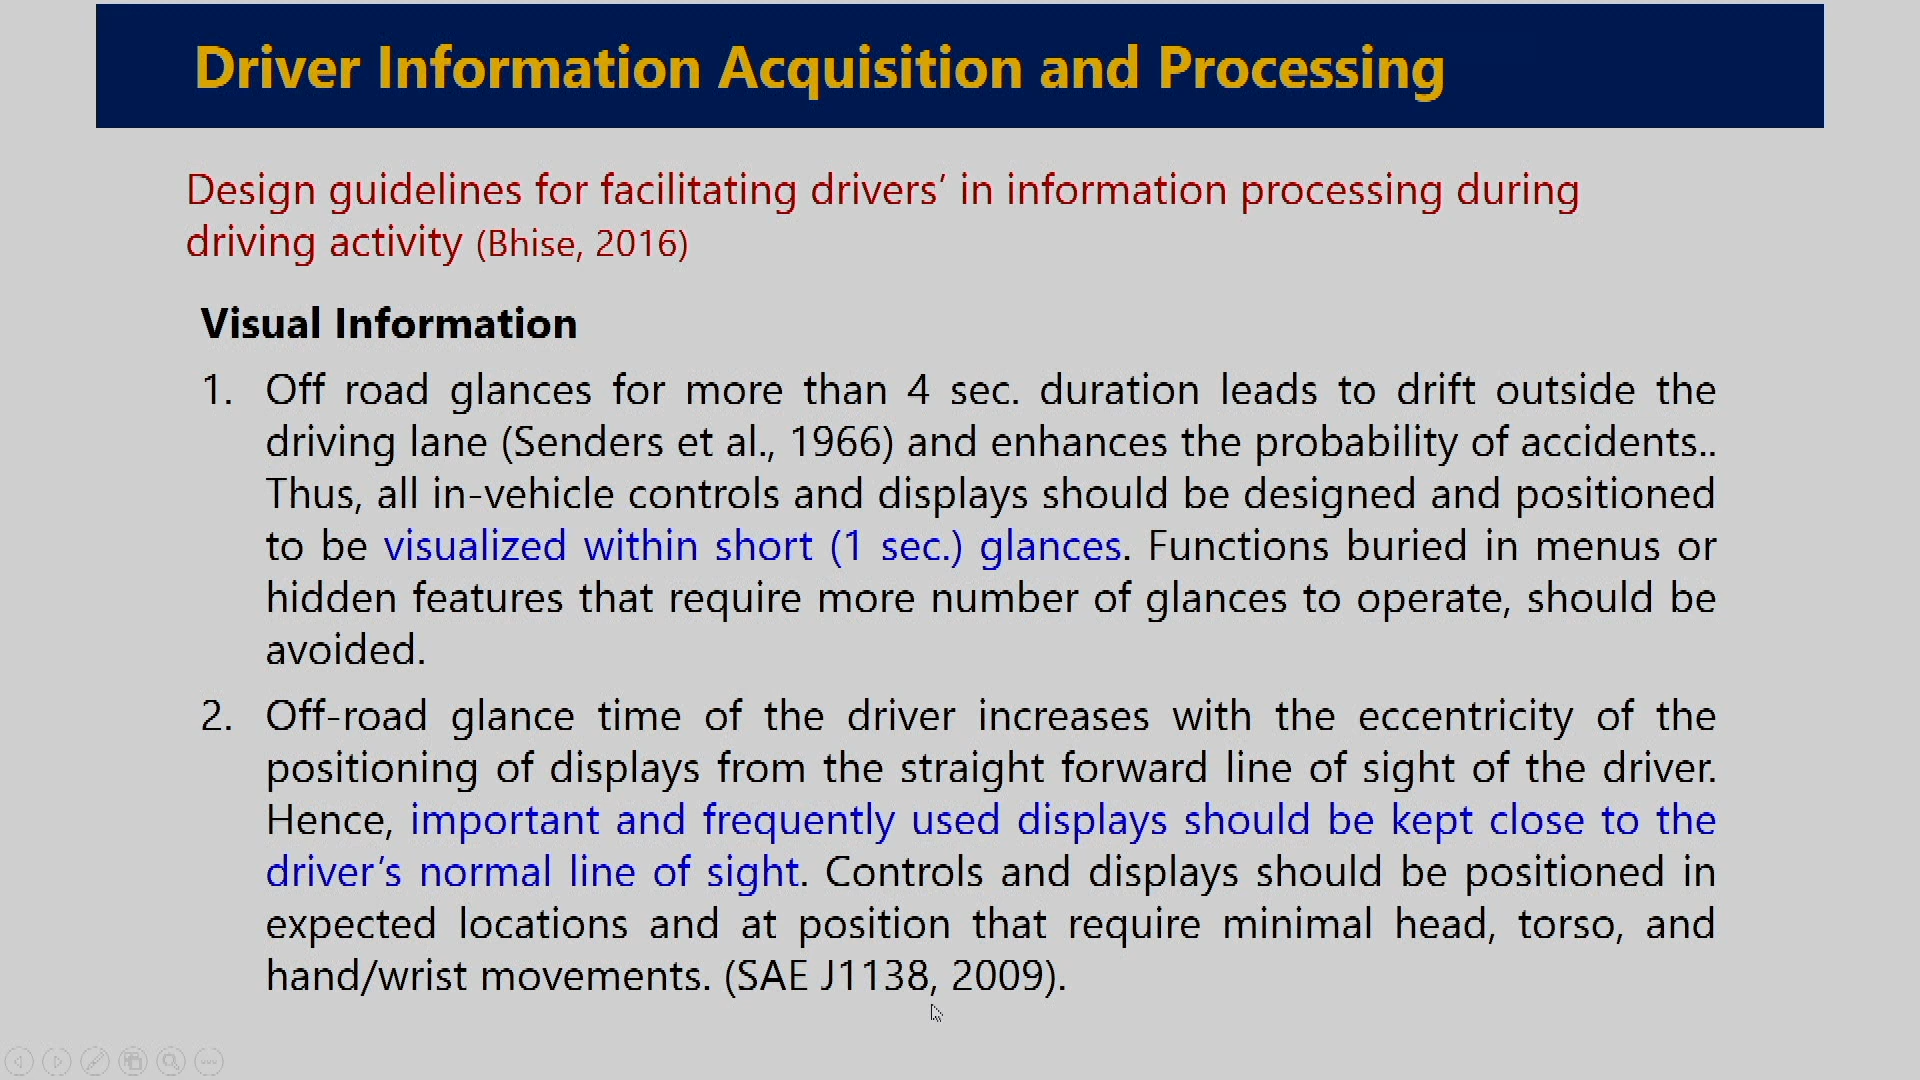 Driver Information Acquisition and Processing
Design guidelines for facilitating drivers’ in information processing during
driving activity (Bhise, 2016)
Visual Information
1. Off road glances for more than 4 sec. duration leads to drift outside the
driving lane (Senders et al., 1966) and enhances the probability of accidents..
Thus, all in-vehicle controls and displays should be designed and positioned
to be visualized within short (1 sec.) glances. Functions buried in menus or
hidden features that require more number of glances to operate, should be
avoided.
2. Off-road glance time of the driver increases with the eccentricity of the
positioning of displays from the straight forward line of sight of the driver.
Hence, important and frequently used displays should be kept close to the
driver’s normal line of sight. Controls and displays should be positioned in
expected locations and at position that require minimal head, torso, and
hand/wrist movements. (SAE J1138, 2009).